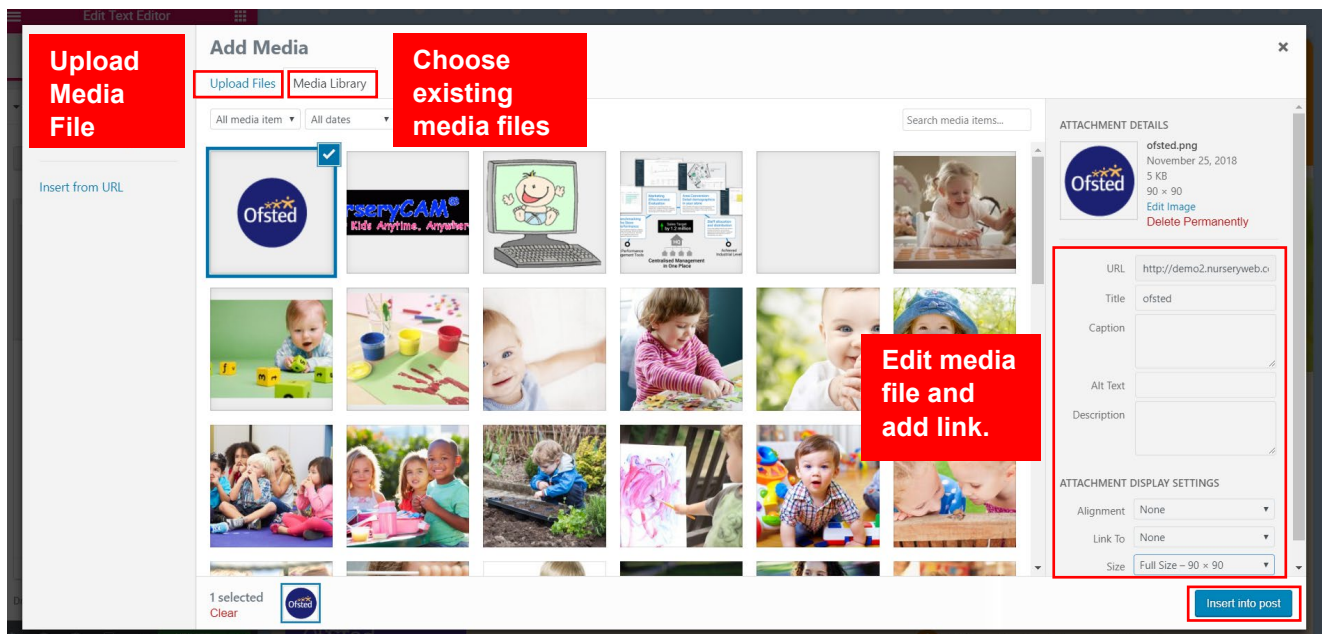 Edit Text Editor
Upload
Media
File
Insert from URL
Add Media
Upload Files
Media Library
Choose
existing
media files
All media item
All dates
Search media items...
Ofsted
rseryCAM®
Kids Anytime, Anywher
Centralised Management
in One Place
Edit media
file and
add link.
ATTACHMENT DETAILS
Ofsted
ofsted.png
November 25, 2018
5 KB
90 × 90
Edit Image
Delete Permanently
URL http://demo2.nurseryweb.c
Title ofsted
Caption
Alt Text
Description
ATTACHMENT DISPLAY SETTINGS
Alignment None
Link To None
Size Full Size – 90 × 90
1 selected
Clear
Ofsted
Insert into post